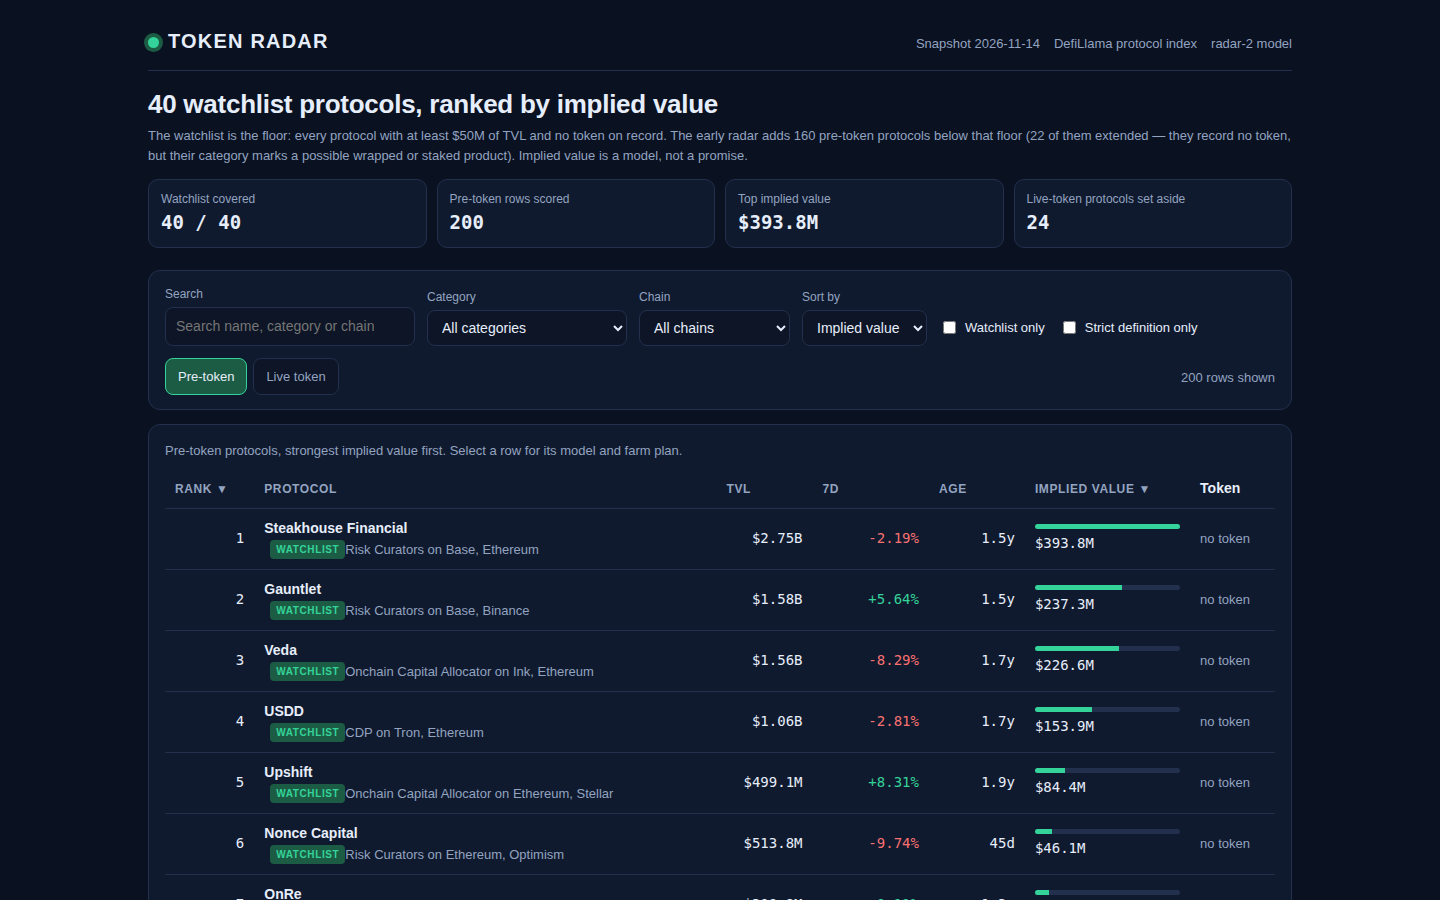 TOKEN RADAR
Snapshot 2026-11-14 DefiLlama protocol index radar-2 model
40 watchlist protocols, ranked by implied value
The watchlist is the floor: every protocol with at least $50M of TVL and no token on record. The early radar adds 160 pre-token protocols below that floor (22 of them extended — they record no token,
but their category marks a possible wrapped or staked product). Implied value is a model, not a promise.
Watchlist covered
40 / 40
Pre-token rows scored
200
Top implied value
$393.8M
Live-token protocols set aside
24
Search
Search name, category or chain
Category
All categories
Chain
All chains
Sort by
Implied value
Watchlist only
Strict definition only
Pre-token
Live token
200 rows shown
Pre-token protocols, strongest implied value first. Select a row for its model and farm plan.
RANK ▼ PROTOCOL TVL 7D AGE IMPLIED VALUE ▼ Token
1 Steakhouse Financial
WATCHLIST Risk Curators on Base, Ethereum
$2.75B -2.19% 1.5y $393.8M no token
2 Gauntlet
WATCHLIST Risk Curators on Base, Binance
$1.58B +5.64% 1.5y $237.3M no token
3 Veda
WATCHLIST Onchain Capital Allocator on Ink, Ethereum
$1.56B -8.29% 1.7y $226.6M no token
4 USDD
WATCHLIST CDP on Tron, Ethereum
$1.06B -2.81% 1.7y $153.9M no token
5 Upshift
WATCHLIST Onchain Capital Allocator on Ethereum, Stellar
$499.1M +8.31% 1.9y $84.4M no token
6 Nonce Capital
WATCHLIST Risk Curators on Ethereum, Optimism
$513.8M -9.74% 45d $46.1M no token
OnRe